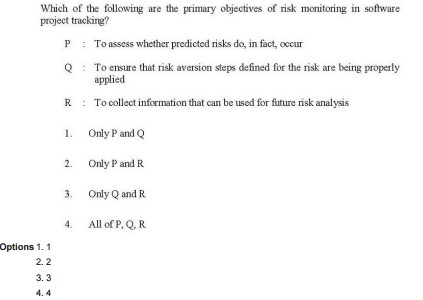 Which of the following are the primary objectives of risk monitoring in software
project tracking?
P : To assess whether predicted risks do, in fact, occur
Q : To ensure that risk aversion steps defined for the risk are being properly
applied
R : To collect information that can be used for future risk analysis
1. Only P and Q
2. Only P and R
3. Only Q and R
4. All of P, Q, R
Options 1. 1
2. 2
3. 3
4. 4